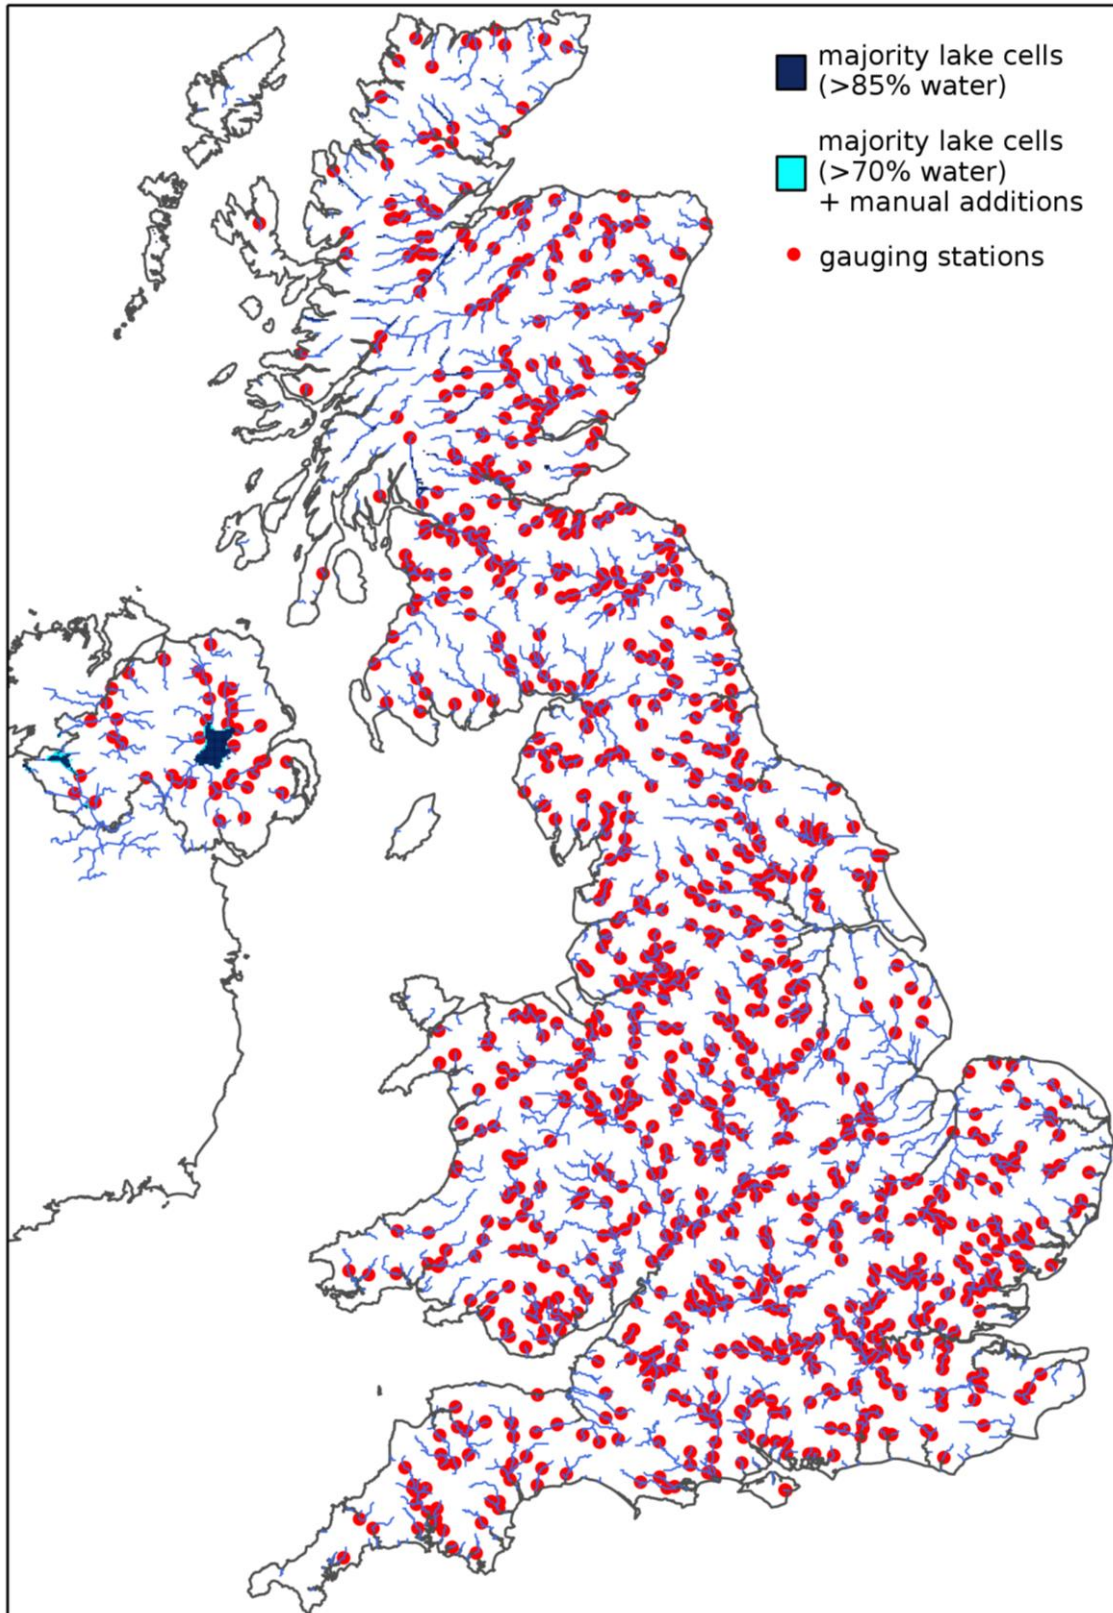 majority lake cells
(>85% water)
majority lake cells
(>70% water)
+ manual additions
gauging stations